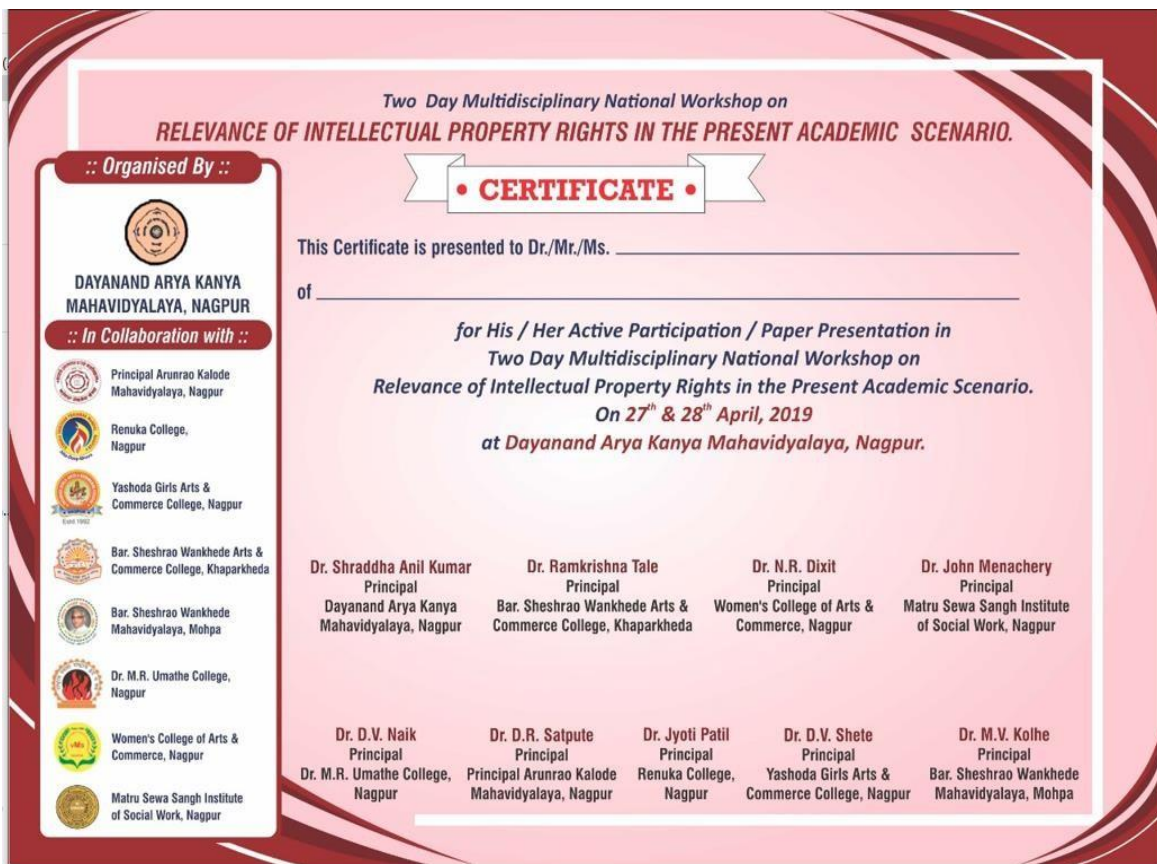 Two Day Multidisciplinary National Workshop on
RELEVANCE OF INTELLECTUAL PROPERTY RIGHTS IN THE PRESENT ACADEMIC SCENARIO.
:: Organised By ::
DAYANAND ARYA KANYA
MAHAVIDYALAYA, NAGPUR
:: In Collaboration with ::
Principal Arunrao Kalode
Mahavidyalaya, Nagpur
Renuka College,
Nagpur
Yashoda Girls Arts &
Commerce College, Nagpur
Estd 1992
Bar. Sheshrao Wankhede Arts &
Commerce College, Khaparkheda
Bar. Sheshrao Wankhede
Mahavidyalaya, Mohpa
Dr. M.R. Umathe College,
Nagpur
Women's College of Arts &
Commerce, Nagpur
Matru Sewa Sangh Institute
of Social Work, Nagpur
• CERTIFICATE •
This Certificate is presented to Dr./Mr./Ms.
of
for His / Her Active Participation / Paper Presentation in
Two Day Multidisciplinary National Workshop on
Relevance of Intellectual Property Rights in the Present Academic Scenario.
On 27th & 28th April, 2019
at Dayanand Arya Kanya Mahavidyalaya, Nagpur.
Dr. Shraddha Anil Kumar
Principal
Dayanand Arya Kanya
Mahavidyalaya, Nagpur
Dr. Ramkrishna Tale
Principal
Bar. Sheshrao Wankhede Arts &
Commerce College, Khaparkheda
Dr. N.R. Dixit
Principal
Women's College of Arts &
Commerce, Nagpur
Dr. John Menachery
Principal
Matru Sewa Sangh Institute
of Social Work, Nagpur
Dr. D.V. Naik
Principal
Dr. M.R. Umathe College,
Nagpur
Dr. D.R. Satpute
Principal
Principal Arunrao Kalode
Mahavidyalaya, Nagpur
Dr. Jyoti Patil
Principal
Renuka College,
Nagpur
Dr. D.V. Shete
Principal
Yashoda Girls Arts &
Commerce College, Nagpur
Dr. M.V. Kolhe
Principal
Bar. Sheshrao Wankhede
Mahavidyalaya, Mohpa